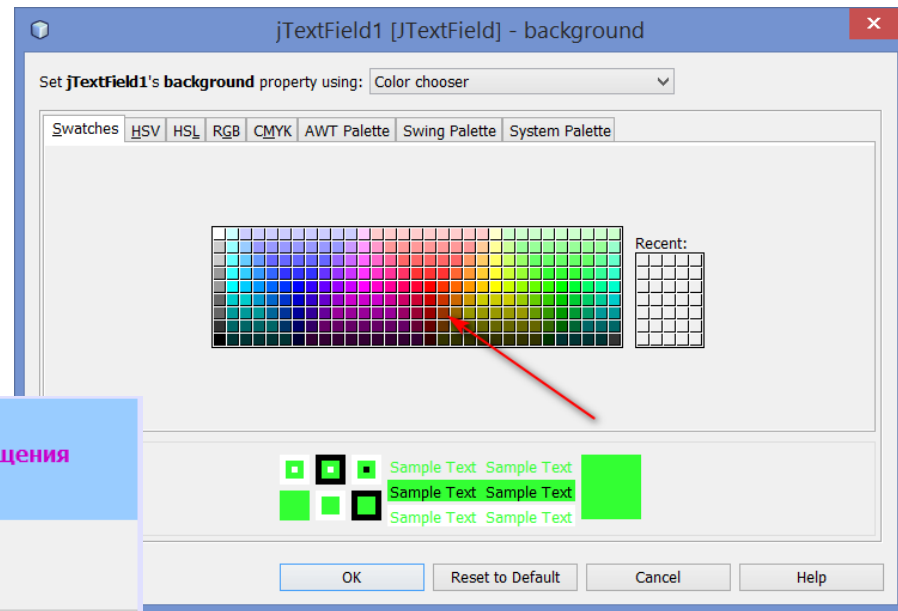 jTextField1 [JTextField] - background
Set jTextField1's background property using: Color chooser
Swatches HSV HSL RGB CMYK AWT Palette Swing Palette System Palette
Recent:
щения
Sample Text Sample Text
Sample Text Sample Text
Sample Text Sample Text
OK Reset to Default Cancel Help